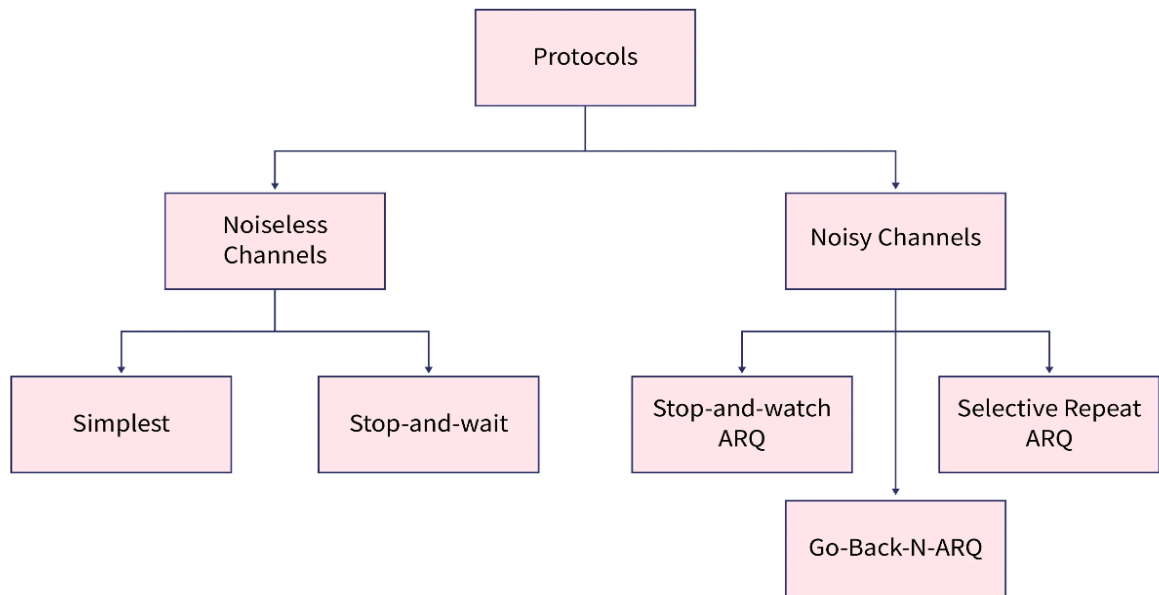 Protocols
Noiseless
Channels
Noisy Channels
Simplest
Stop-and-wait
Stop-and-watch
ARQ
Selective Repeat
ARQ
Go-Back-N-ARQ